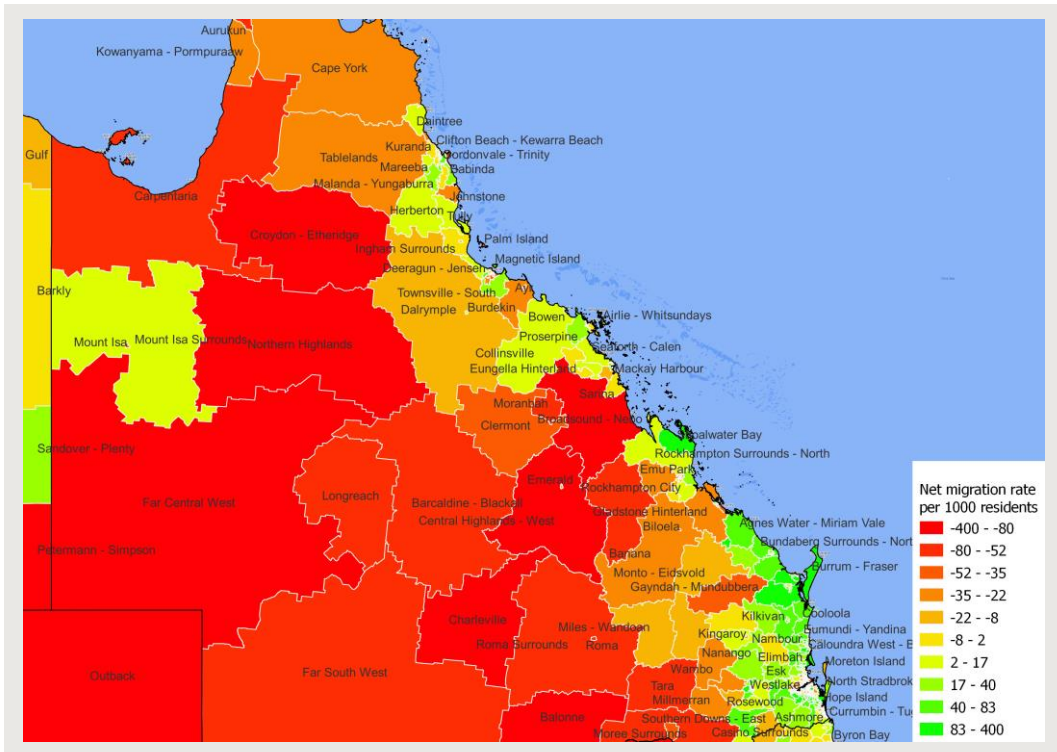 Aurukun
Kowanyama - Pormpuraaw
Cape York
Gulf
Daintree
Kuranda
Clifton Beach - Kewarra Beach
Tablelands
Gordonvale - Trinity
Mareeba
Babinda
Malanda - Yungaburra
Carpentaria
Johnstone
Herberton
Tully
Croydon - Etheridge
Palm Island
Ingham Surrounds
Magnetic Island
Deeragun - Jensen
Barkly
Townsville - South
Ayr
Dalrymple
Burdekin
Bowen
Airlie - Whitsundays
Mount Isa
Mount Isa Surrounds
Northern Highlands
Proserpine
Collinsville
Seaforth - Calen
Eungella Hinterland
Mackay Harbour
Sarina
Moranbah
Broadsound - Nebo
Clermont
Shoalwater Bay
Sandover - Plenty
Rockhampton Surrounds - North
Emu Park
Far Central West
Longreach
Barcaldine - Blackall
Emerald
Rockhampton City
Central Highlands - West
Gladstone Hinterland
Biloela
Agnes Water - Miriam Vale
Petermann - Simpson
Banana
Bundaberg Surrounds - Nort
Monto - Eidsvold
Burrum - Fraser
Gayndah - Mundubbera
Charleville
Miles - Wandoan
Kilkivan
Cooloola
Roma Surrounds
Roma
Kingaroy
Nambour
Eumundi - Yandina
Nanango
Elimbah
Caloundra West - B
Far South West
Wambo
Esk
Moreton Island
Outback
Tara
Westlake
North Stradbrok
Millmerran
Rosewood
Hope Island
Balonne
Southern Downs - East
Ashmore
Currumbin - Tug
Moree Surrounds
Casino Surrounds
Byron Bay
Net migration rate
per 1000 residents
-400 - -80
-80 - -52
-52 - -35
-35 - -22
-22 - -8
-8 - 2
2 - 17
17 - 40
40 - 83
83 - 400